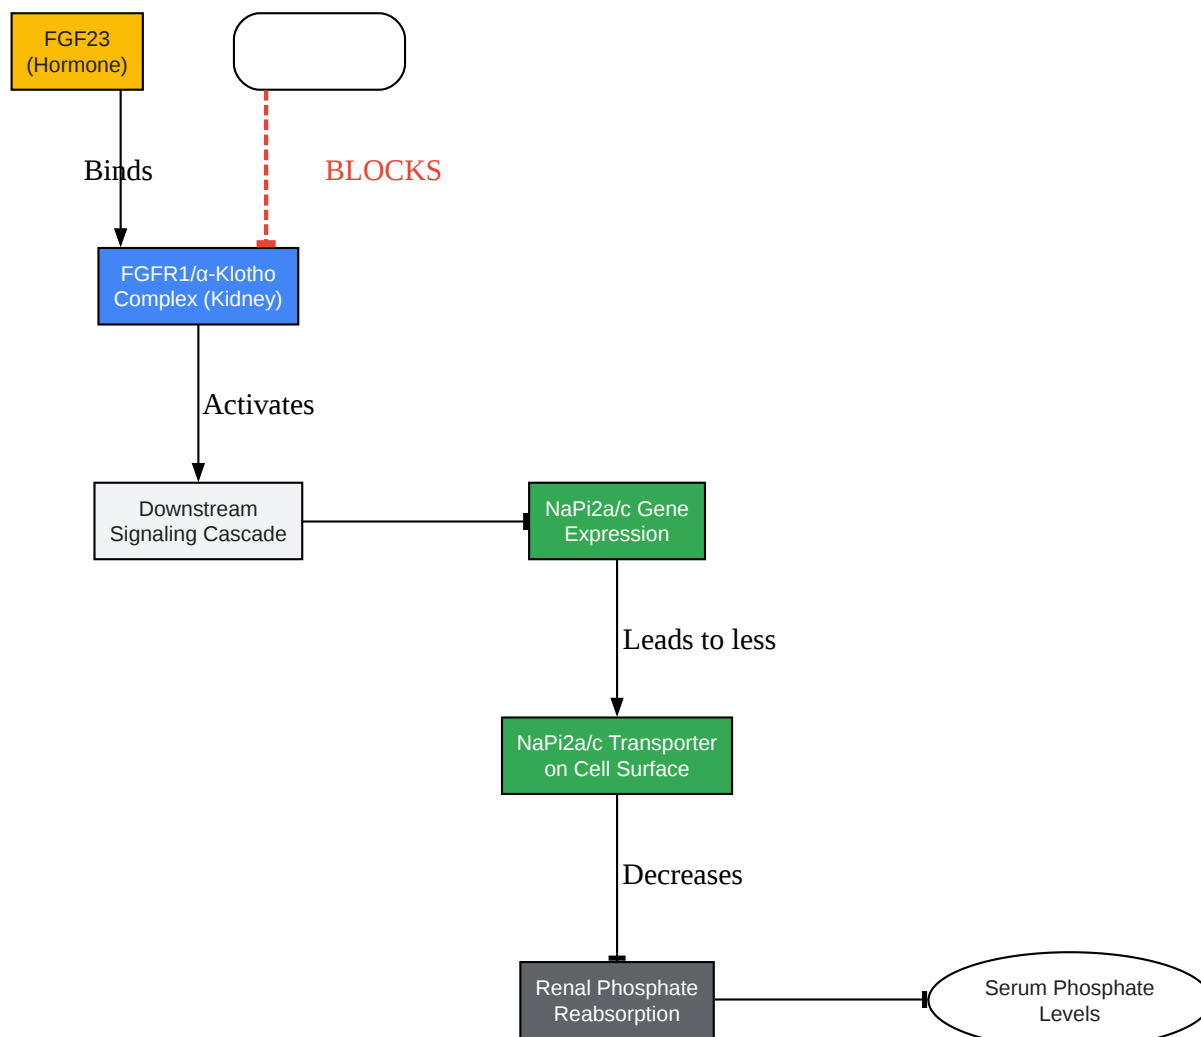 FGF23
(Hormone)
Binds
BLOCKS
FGFR1/α-Klotho
Complex (Kidney)
Activates
Downstream
Signaling Cascade
NaPi2a/c Gene
Expression
Leads to less
NaPi2a/c Transporter
on Cell Surface
Decreases
Renal Phosphate
Reabsorption
Serum Phosphate
Levels